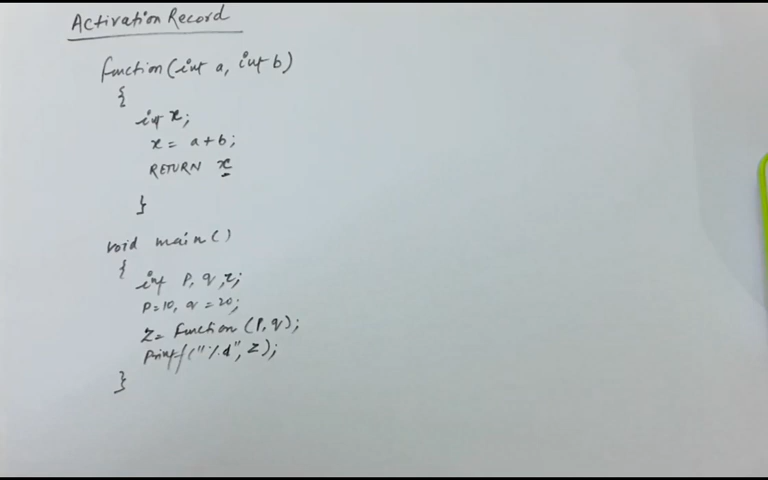 Activation Record
function(int a, int b)
{
int x;
x = a+b;
RETURN x
}
void main()
{
int P, q, z;
P=10, q=20;
Z= Function (P,q);
Printf("%d", Z);
}